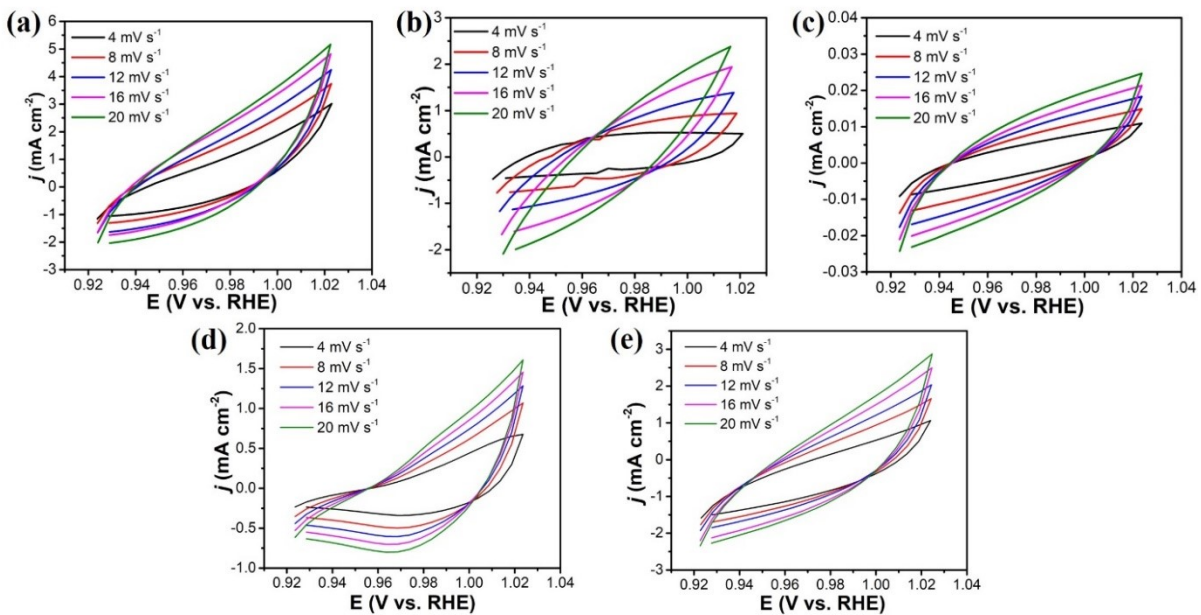 (a)
4 mV s⁻¹
8 mV s⁻¹
12 mV s⁻¹
16 mV s⁻¹
20 mV s⁻¹
j (mA cm⁻²)
6
5
4
3
2
1
0
-1
-2
-3
0.92 0.94 0.96 0.98 1.00 1.02 1.04
E (V vs. RHE)
(b)
4 mV s⁻¹
8 mV s⁻¹
12 mV s⁻¹
16 mV s⁻¹
20 mV s⁻¹
j (mA cm⁻²)
3
2
1
0
1
-2
0.92 0.94 0.96 0.98 1.00 1.02
E (V vs. RHE)
(c)
4 mV s⁻¹
8 mV s⁻¹
12 mV s⁻¹
16 mV s⁻¹
20 mV s⁻¹
j (mA cm⁻²)
0.04
0.03
0.02
0.01
0.00
-0.01
-0.02
-0.03
0.92 0.94 0.96 0.98 1.00 1.02 1.04
E (V vs. RHE)
(d)
4 mV s⁻¹
8 mV s⁻¹
12 mV s⁻¹
16 mV s⁻¹
20 mV s⁻¹
j (mA cm⁻²)
2.0
1.5
1.0
0.5
0.0
-0.5
-1.0
0.92 0.94 0.96 0.98 1.00 1.02 1.04
E (V vs. RHE)
(e)
4 mV s⁻¹
8 mV s⁻¹
12 mV s⁻¹
16 mV s⁻¹
20 mV s⁻¹
j (mA cm⁻²)
3
2
1
0
-1
-2
-3
0.92 0.94 0.96 0.98 1.00 1.02 1.04
E (V vs. RHE)